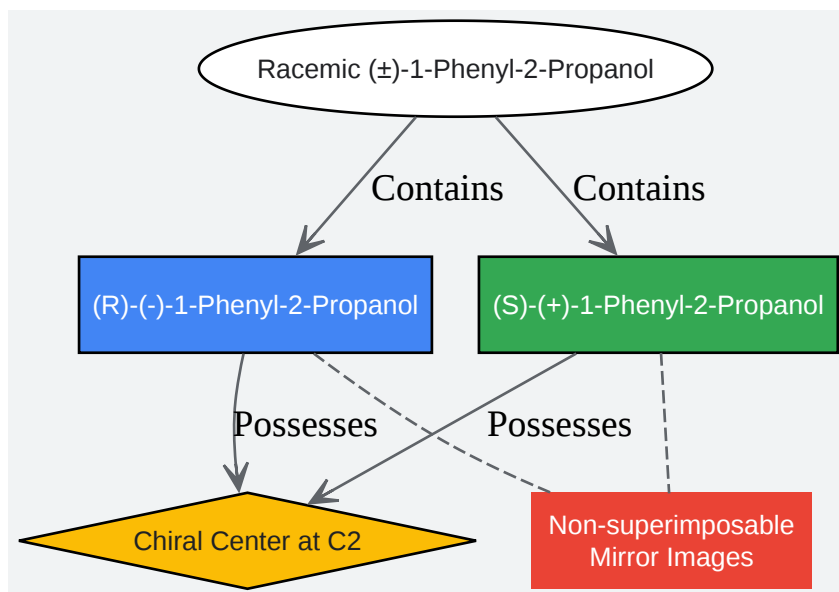 Racemic (±)-1-Phenyl-2-Propanol
Contains
Contains
(R)-(-)-1-Phenyl-2-Propanol
(S)-(+)-1-Phenyl-2-Propanol
Possesses
Possesses
Chiral Center at C2
Non-superimposable
Mirror Images